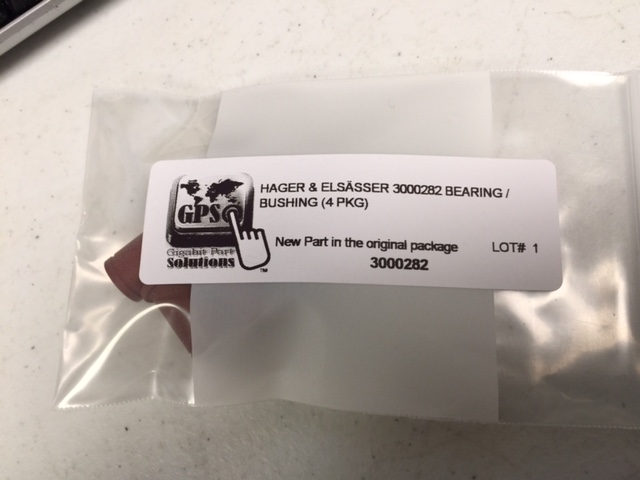 HAGER & ELSÄSSER 3000282 BEARING /
BUSHING (4 PKG)
GPS
Gigabit Part
Solutions
TM
New Part in the original package LOT# 1
3000282